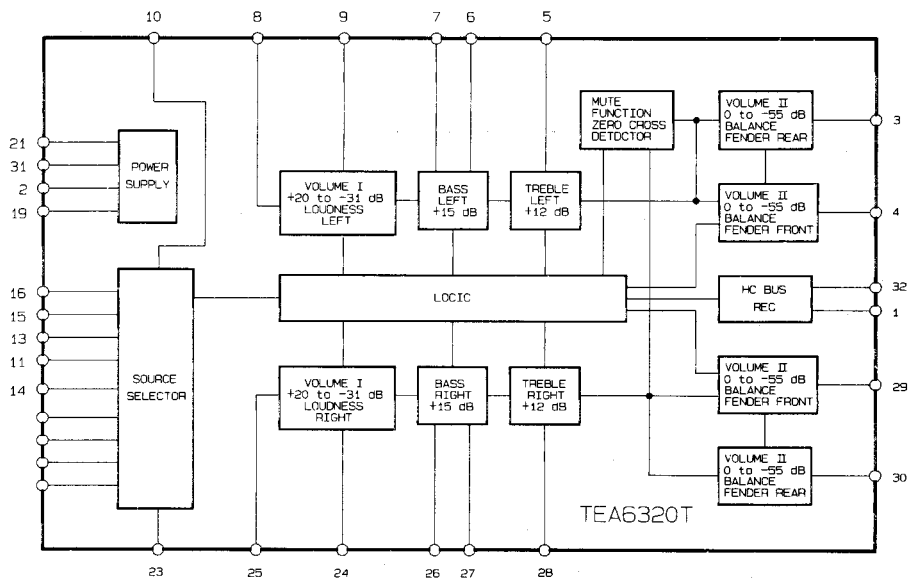 10
8
9
7
6
5
21
31
2
19
POWER
SUPPLY
VOLUME I
+20 to -31 dB
LOUDNESS
LEFT
BASS
LEFT
+15 dB
TREBLE
LEFT
+12 dB
MUTE
FUNCTION
ZERO CROSS
DETDCTOR
VOLUME II
0 to -55 dB
BALANCE
FENDER REAR
3
VOLUME II
0 to -55 dB
BALANCE
FENDER FRONT
4
16
15
13
11
14
SOURCE
SELECTOR
LOCIC
HC BUS
REC
32
1
VOLUME I
+20 to -31 dB
LOUDNESS
RIGHT
BASS
RIGHT
+15 dB
TREBLE
RIGHT
+12 dB
VOLUME II
0 to -55 dB
BALANCE
FENDER FRONT
29
VOLUME II
0 to -55 dB
BALANCE
FENDER REAR
30
TEA6320T
23
25
24
26
27
28